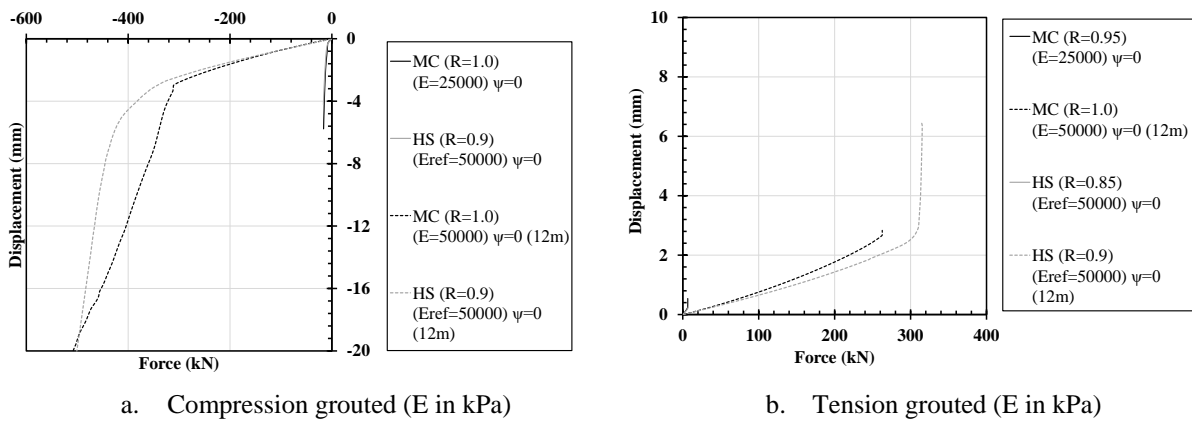 -600
-400
-200
0
0
-4
-8
-12
-16
-20
Displacement (mm)
Force (kN)
MC (R=1.0)
(E=25000) ψ=0
HS (R=0.9)
(Eref=50000) ψ=0
MC (R=1.0)
(E=50000) ψ=0 (12m)
HS (R=0.9)
(Eref=50000) ψ=0
(12m)
a. Compression grouted (E in kPa)
10
8
6
4
2
0
0
100
200
300
400
Displacement (mm)
Force (kN)
MC (R=0.95)
(E=25000) ψ=0
MC (R=1.0)
(E=50000) ψ=0 (12m)
HS (R=0.85)
(Eref=50000) ψ=0
HS (R=0.9)
(Eref=50000) ψ=0
(12m)
b. Tension grouted (E in kPa)